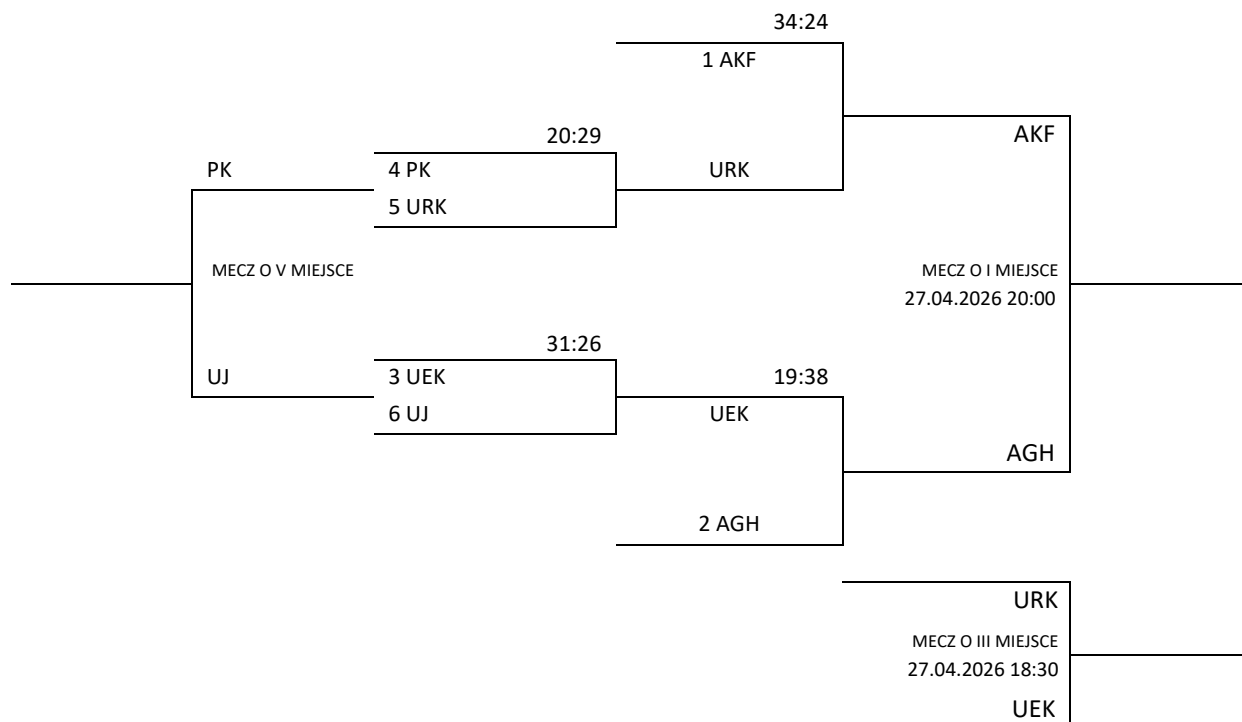 34:24
1 AKF
AKF
20:29
PK
4 PK
URK
5 URK
MECZ O V MIEJSCE
MECZ O I MIEJSCE
27.04.2026 20:00
31:26
UJ
3 UEK
19:38
6 UJ
UEK
AGH
2 AGH
URK
MECZ O III MIEJSCE
27.04.2026 18:30
UEK